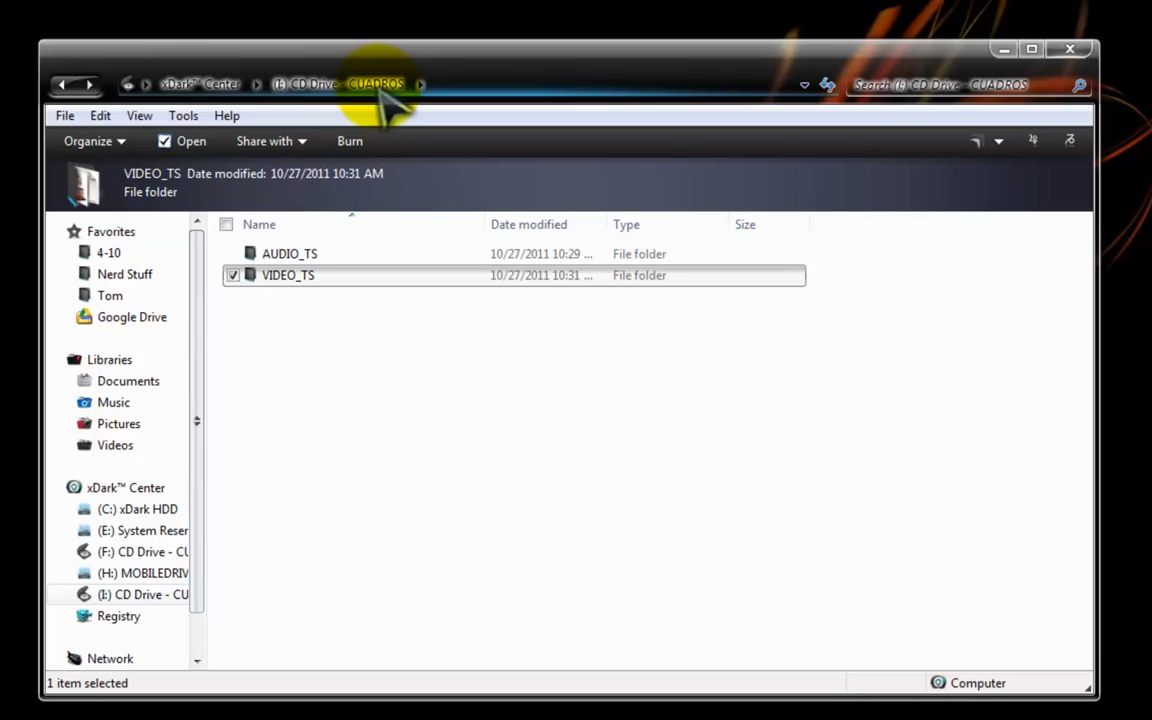 xDark™ Center (I:) CD Drive - CUADROS Search (I:) CD Drive - CUADROS
File Edit View Tools Help
Organize Open Share with Burn
VIDEO_TS Date modified: 10/27/2011 10:31 AM
File folder
Name Date modified Type Size
AUDIO_TS 10/27/2011 10:29 ... File folder
VIDEO_TS 10/27/2011 10:31 ... File folder
Favorites
4-10
Nerd Stuff
Tom
Google Drive
Libraries
Documents
Music
Pictures
Videos
xDark™ Center
(C:) xDark HDD
(E:) System Reser
(F:) CD Drive - CU
(H:) MOBILEDRIV
(I:) CD Drive - CU
Registry
Network
1 item selected Computer